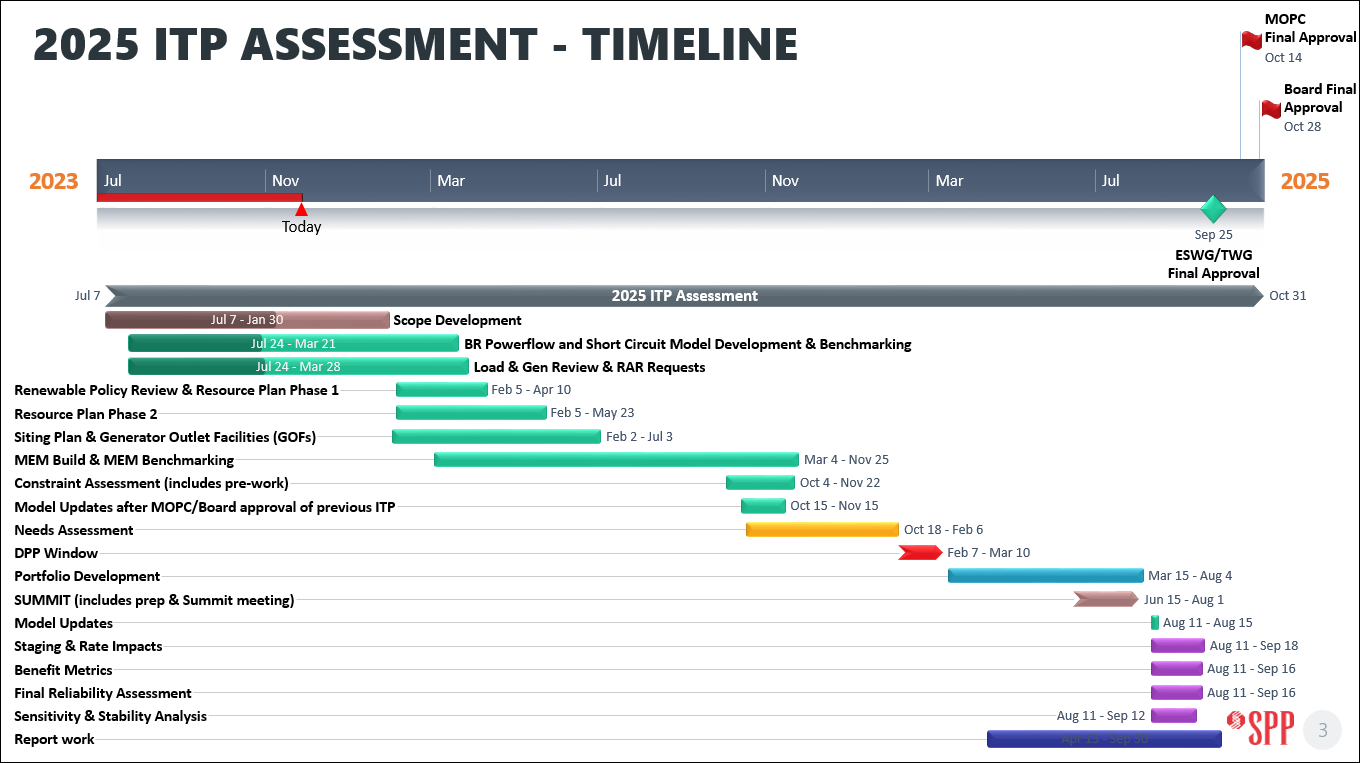 2025 ITP ASSESSMENT - TIMELINE
MOPC
Final Approval
Oct 14
Board Final
Approval
Oct 28
2023
Jul
Nov
Mar
Jul
Nov
Mar
Jul
2025
Today
Sep 25
ESWG/TWG
Final Approval
Jul 7
2025 ITP Assessment
Oct 31
Jul 7 - Jan 30
Scope Development
Jul 24 - Mar 21
BR Powerflow and Short Circuit Model Development & Benchmarking
Jul 24 - Mar 28
Load & Gen Review & RAR Requests
Renewable Policy Review & Resource Plan Phase 1
Feb 5 - Apr 10
Resource Plan Phase 2
Feb 5 - May 23
Siting Plan & Generator Outlet Facilities (GOFs)
Feb 2 - Jul 3
MEM Build & MEM Benchmarking
Mar 4 - Nov 25
Constraint Assessment (includes pre-work)
Oct 4 - Nov 22
Model Updates after MOPC/Board approval of previous ITP
Oct 15 - Nov 15
Needs Assessment
Oct 18 - Feb 6
DPP Window
Feb 7 - Mar 10
Portfolio Development
Mar 15 - Aug 4
SUMMIT (includes prep & Summit meeting)
Jun 15 - Aug 1
Model Updates
Aug 11 - Aug 15
Staging & Rate Impacts
Aug 11 - Sep 18
Benefit Metrics
Aug 11 - Sep 16
Final Reliability Assessment
Aug 11 - Sep 16
Sensitivity & Stability Analysis
Aug 11 - Sep 12
Report work
SPP
3